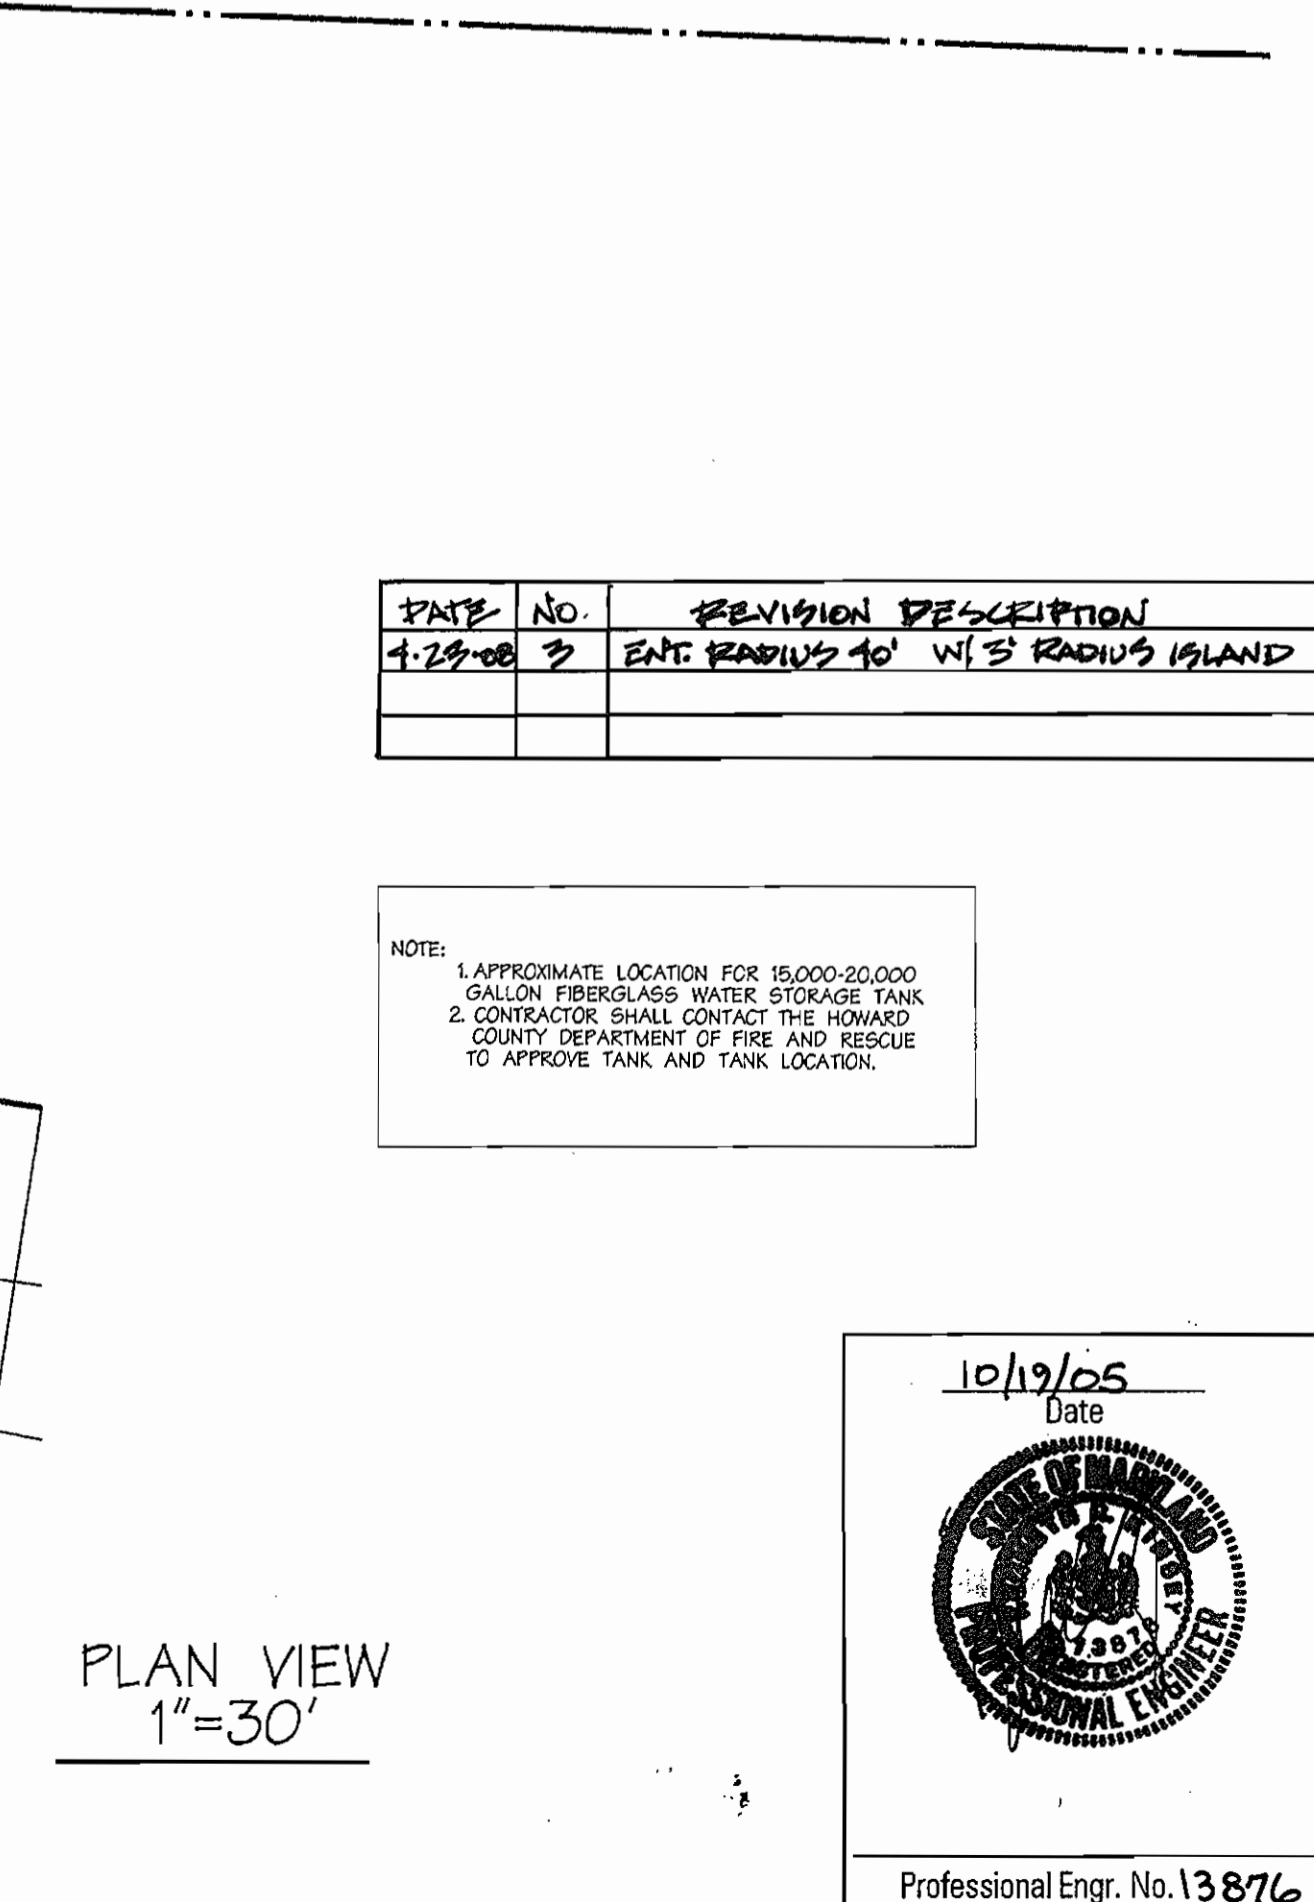 DATE NO. REVISION DESCRIPTION
4·23·08 3 ENT. RADIUS 40' W/ 3' RADIUS ISLAND
NOTE:
1. APPROXIMATE LOCATION FOR 15,000-20,000
GALLON FIBERGLASS WATER STORAGE TANK
2. CONTRACTOR SHALL CONTACT THE HOWARD
COUNTY DEPARTMENT OF FIRE AND RESCUE
TO APPROVE TANK AND TANK LOCATION.
10/19/05
Date
STATE OF MARYLAND
REGISTERED
PROFESSIONAL ENGINEER
PLAN VIEW
1"=30'
Professional Engr. No. 13876